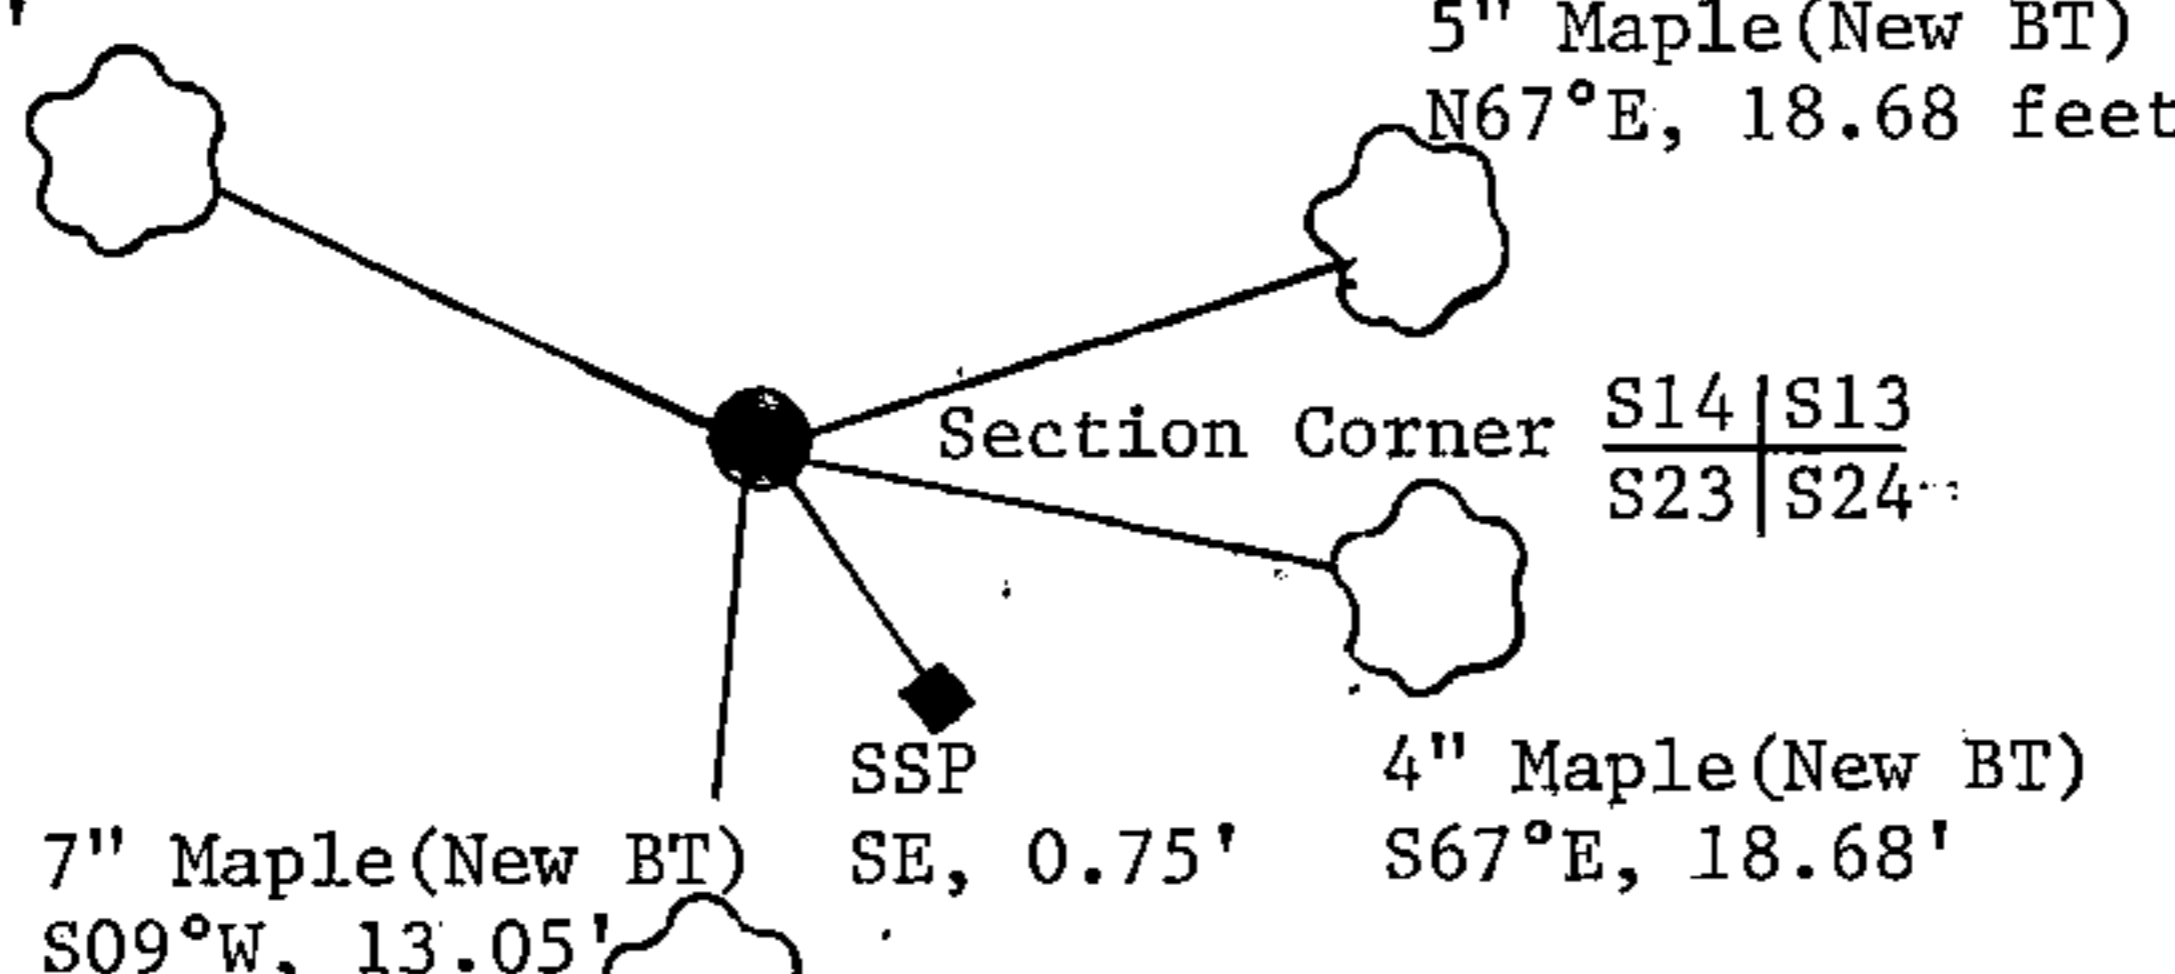 '
5" Maple(New BT)
N67°E, 18.68 feet
Section Corner
S14 S13
S23 S24
SSP
SE, 0.75'
4" Maple(New BT)
S67°E, 18.68'
7" Maple(New BT)
S09°W, 13.05'